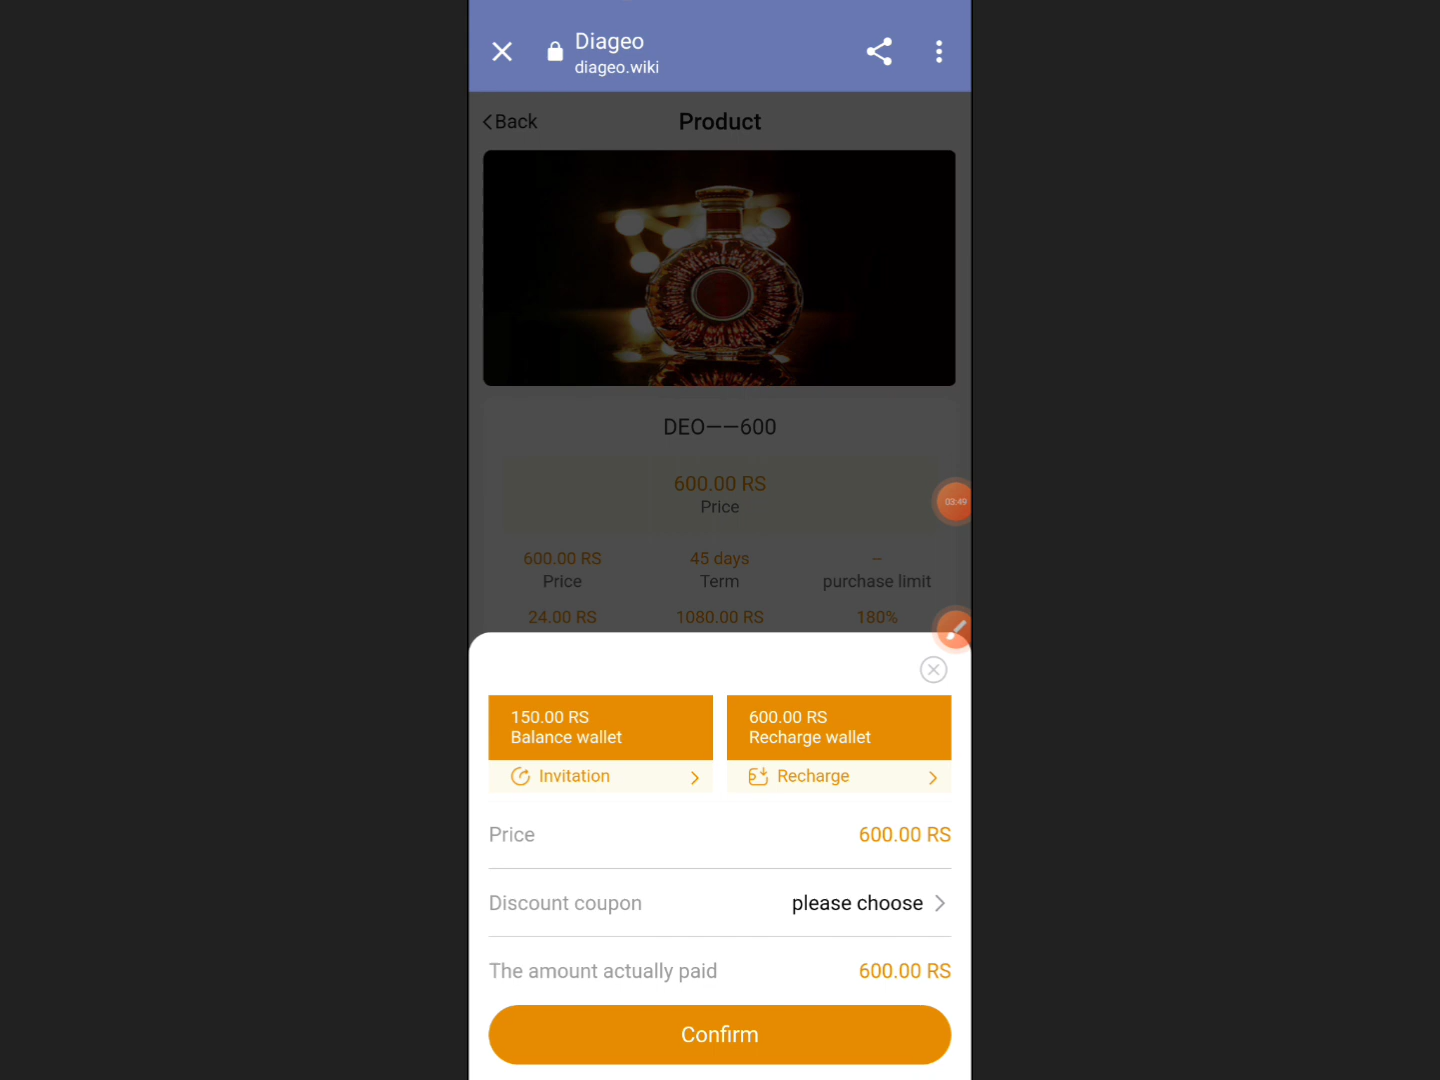 Diageo
diageo.wiki
Back
Product
DEO——600
600.00 RS
Price
600.00 RS
Price
45 days
Term
--
purchase limit
24.00 RS
1080.00 RS
180%
03:49
150.00 RS
Balance wallet
Invitation
600.00 RS
Recharge wallet
Recharge
Price
600.00 RS
Discount coupon
please choose
The amount actually paid
600.00 RS
Confirm